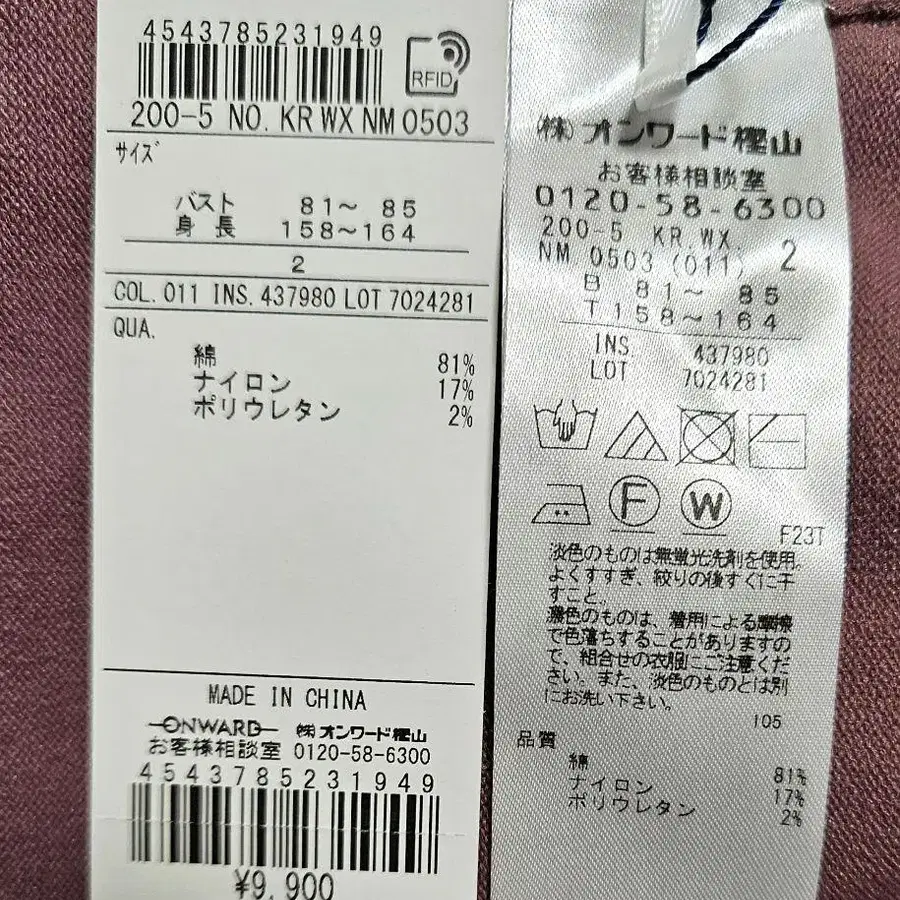 4543785231949
RFID
200-5 NO. KR WX NM 0503
サイズ
バスト 81～ 85
身長 158～164
2
COL. 011 INS. 437980 LOT 7024281
QUA.
綿 81%
ナイロン 17%
ポリウレタン 2%
MADE IN CHINA
ONWARD ㈱オンワード樫山
お客様相談室 0120-58-6300
4543785231949
¥9,900
㈱オンワード樫山
お客様相談室
0120-58-6300
200-5 KR.WX.
NM.0503 (011) 2
B 81～ 85
T158～164
INS 437980
LOT 7024281
F W
F23T
淡色のものは無蛍光洗剤を使用。
よくすすぎ、絞りの後すぐに干
すこと。
濃色のものは、着用による摩擦
で色落ちすることがありますの
で、組合せの衣服にご注意くだ
さい。また、淡色のものとは別
にお洗い下さい。
105
品質
綿 81%
ナイロン 17%
ポリウレタン 2%